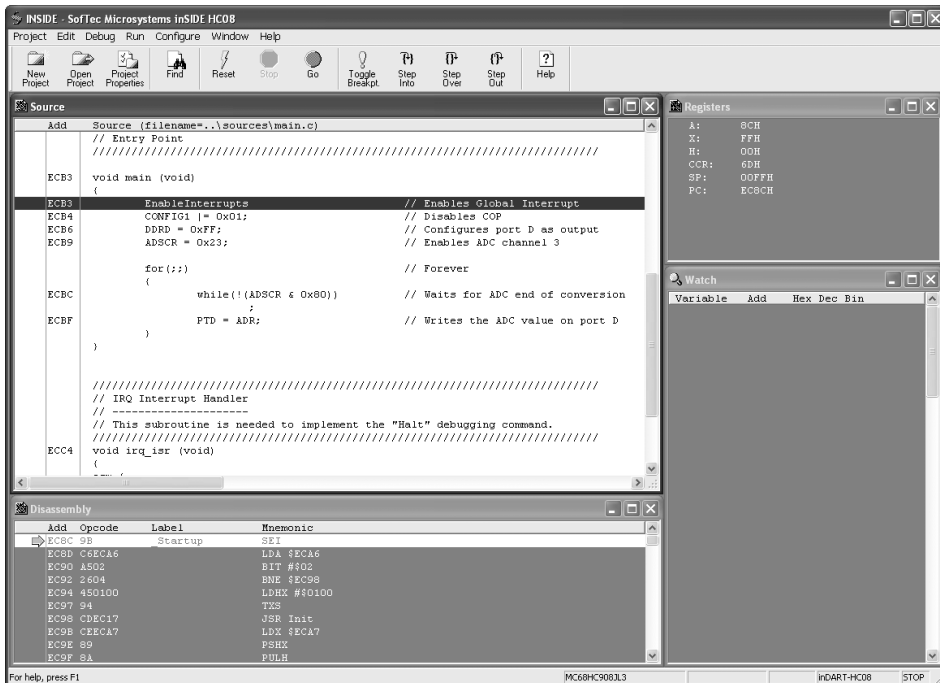 INSIDE - SofTec Microsystems inSIDE HC08
Project Edit Debug Run Configure Window Help
New Project Open Project Project Properties Find Reset Stop Go Toggle Breakpt. Step Into Step Over Step Out Help
Source
Add Source (filename=..\sources\main.c)
// Entry Point
//////////////////////////////////////////////////////////////////////////////
ECB3 void main (void)
{
ECB3 EnableInterrupts // Enables Global Interrupt
ECB4 CONFIG1 |= 0x01; // Disables COP
ECB6 DDRD = 0xFF; // Configures port D as output
ECB9 ADSCR = 0x23; // Enables ADC channel 3
for(;;) // Forever
{
ECBC while(!(ADSCR & 0x80)) // Waits for ADC end of conversion
;
ECBF PTD = ADR; // Writes the ADC value on port D
}
}
//////////////////////////////////////////////////////////////////////////////
// IRQ Interrupt Handler
// ---------------------
// This subroutine is needed to implement the "Halt" debugging command.
//////////////////////////////////////////////////////////////////////////////
ECC4 void irq_isr (void)
{
Registers
A: 8CH
X: FFH
H: 00H
CCR: 6DH
SP: 00FFH
PC: EC8CH
Watch
Variable Add Hex Dec Bin
Disassembly
Add Opcode Label Mnemonic
EC8C 9B _Startup SEI
EC8D C6ECA6 LDA $ECA6
EC90 A502 BIT #$02
EC92 2604 BNE $EC98
EC94 450100 LDHX #$0100
EC97 94 TXS
EC98 CDEC17 JSR Init
EC9B CEECA7 LDX $ECA7
EC9E 89 PSHX
EC9F 8A PULH
For help, press F1 MC68HC908JL3 inDART-HC08 STOP